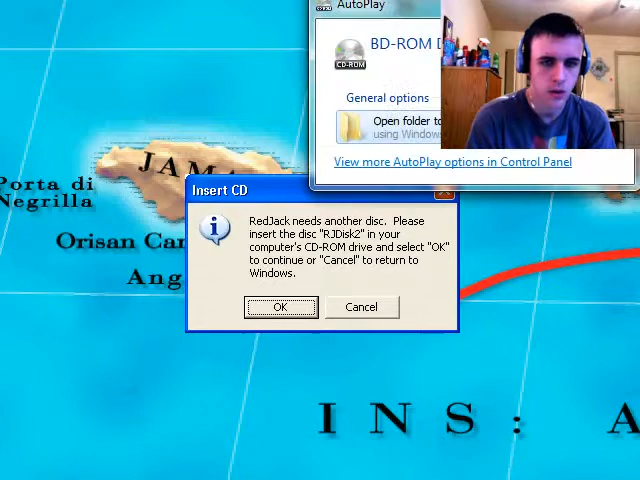 AutoPlay
BD-ROM D
CD-ROM
General options
Open folder to
using Window
View more AutoPlay options in Control Panel
JAMA
Porta di
Negrilla
Insert CD
RedJack needs another disc. Please
insert the disc "RJDisk2" in your
computer's CD-ROM drive and select "OK"
to continue or "Cancel" to return to
Windows.
Orisan Car
Ang
OK
Cancel
INS: A